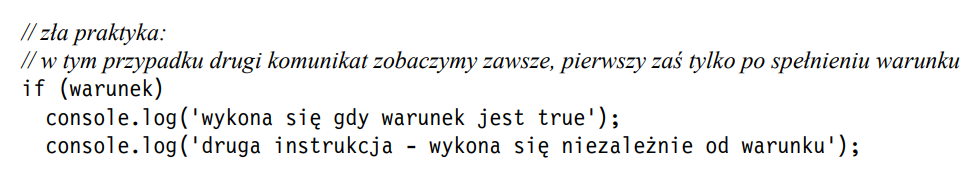 // zła praktyka:
// w tym przypadku drugi komunikat zobaczymy zawsze, pierwszy zaś tylko po spełnieniu warunku
if (warunek)
  console.log('wykona się gdy warunek jest true');
  console.log('druga instrukcja - wykona się niezależnie od warunku');